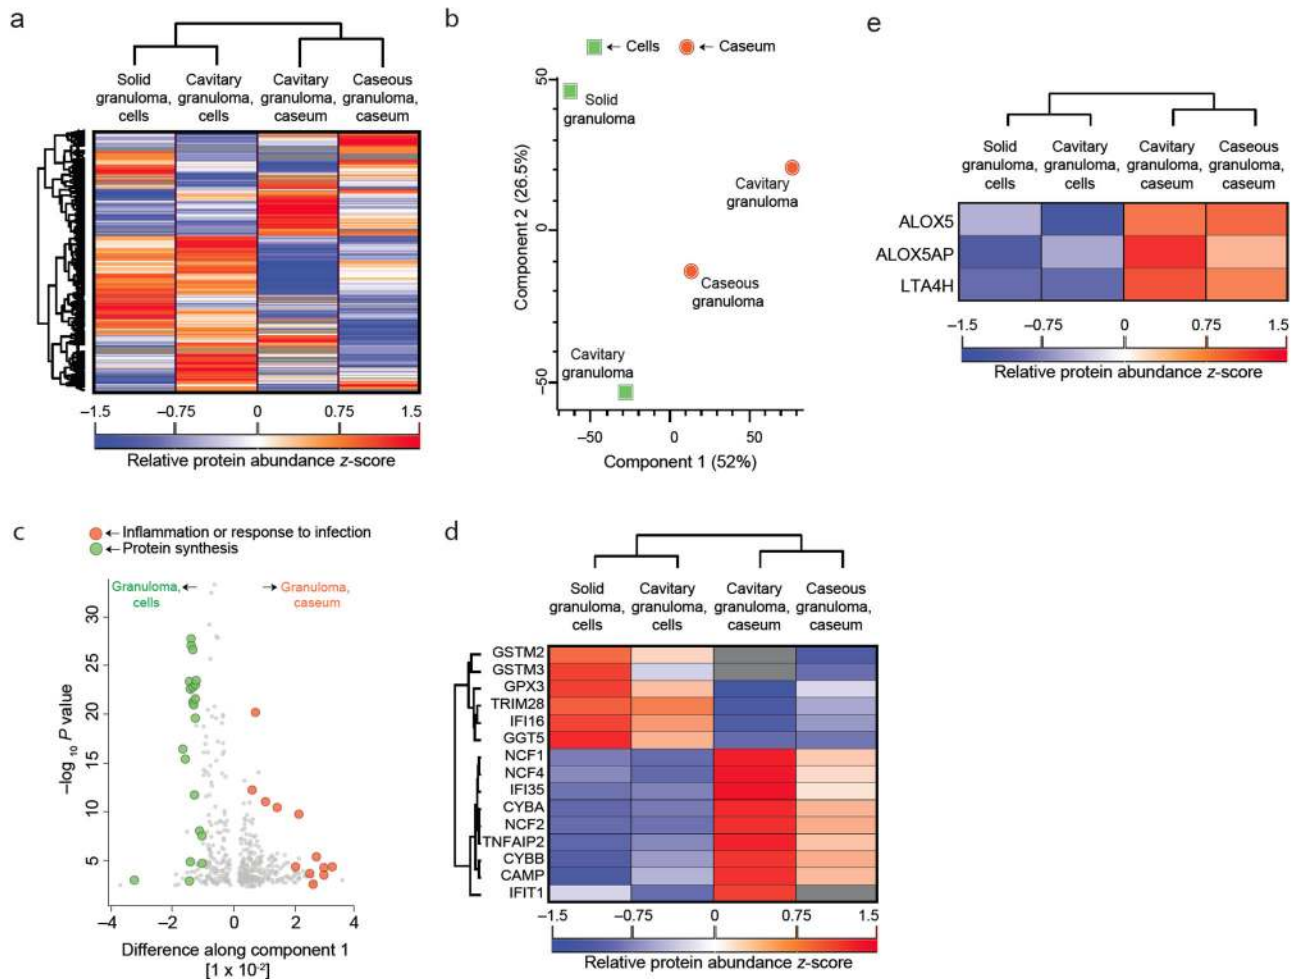 a
Solid granuloma, cells
Cavitary granuloma, cells
Cavitary granuloma, caseum
Caseous granuloma, caseum
−1.5 −0.75 0 0.75 1.5
Relative protein abundance z-score
b
← Cells ← Caseum
50
0
−50
Component 2 (26.5%)
Solid granuloma
Cavitary granuloma
Caseous granuloma
Cavitary granuloma
−50 0 50
Component 1 (52%)
e
Solid granuloma, cells
Cavitary granuloma, cells
Cavitary granuloma, caseum
Caseous granuloma, caseum
ALOX5
ALOX5AP
LTA4H
−1.5 −0.75 0 0.75 1.5
Relative protein abundance z-score
c
← Inflammation or response to infection
← Protein synthesis
Granuloma, cells ←
→ Granuloma, caseum
30
25
20
15
10
5
−log 10 P value
−4 −2 0 2 4
Difference along component 1
[1 x 10-2]
d
Solid granuloma, cells
Cavitary granuloma, cells
Cavitary granuloma, caseum
Caseous granuloma, caseum
GSTM2
GSTM3
GPX3
TRIM28
IFI16
GGT5
NCF1
NCF4
IFI35
CYBA
NCF2
TNFAIP2
CYBB
CAMP
IFIT1
−1.5 −0.75 0 0.75 1.5
Relative protein abundance z-score